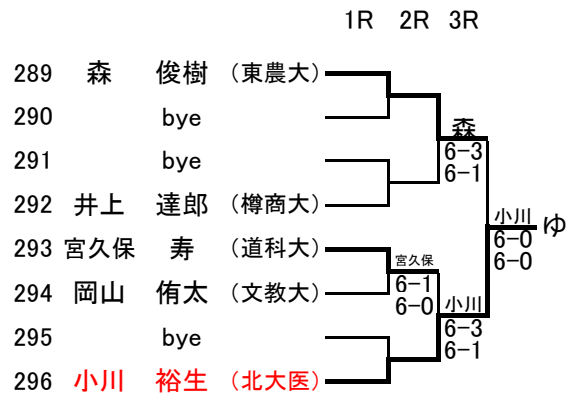 1R 2R 3R
289 森 俊樹 (東農大)
290 bye
森
6-3
6-1
291 bye
292 井上 達郎 (樽商大)
小川
6-0
6-0
ゆ
293 宮久保 寿 (道科大)
宮久保
6-1
6-0
294 岡山 侑太 (文教大)
小川
6-3
6-1
295 bye
296 小川 裕生 (北大医)